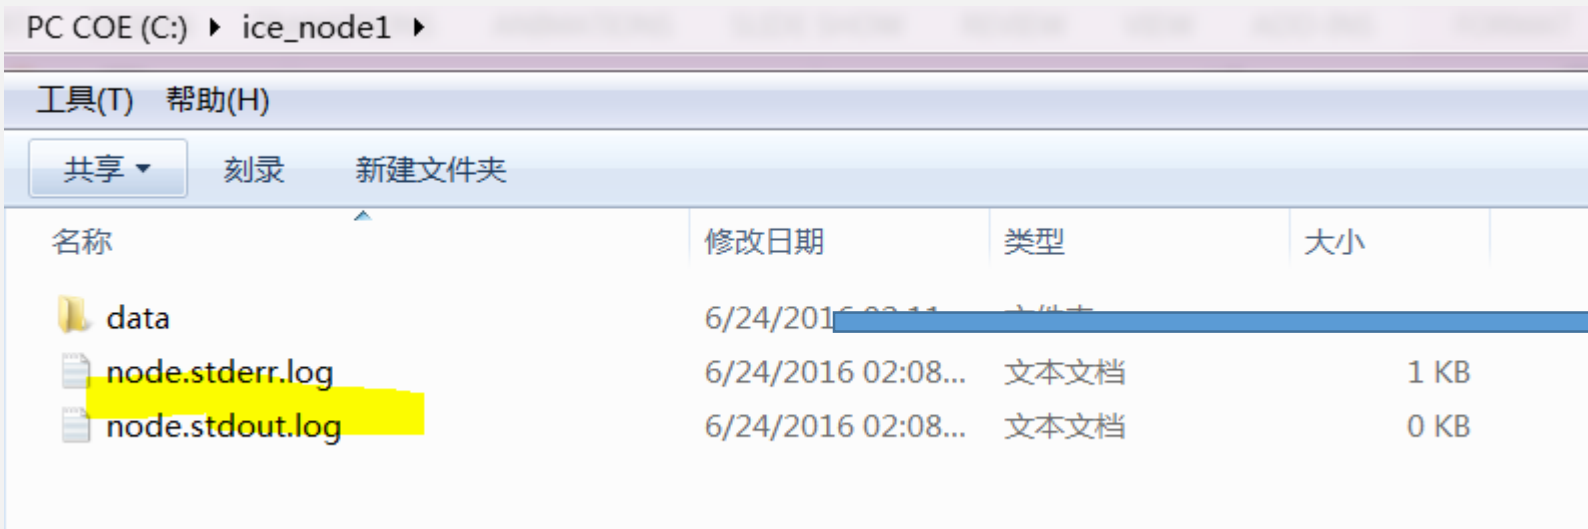 PC COE (C:) ice_node1
工具(T) 帮助(H)
共享 刻录 新建文件夹
名称 修改日期 类型 大小
data 6/24/201
node.stderr.log 6/24/2016 02:08... 文本文档 1 KB
node.stdout.log 6/24/2016 02:08... 文本文档 0 KB